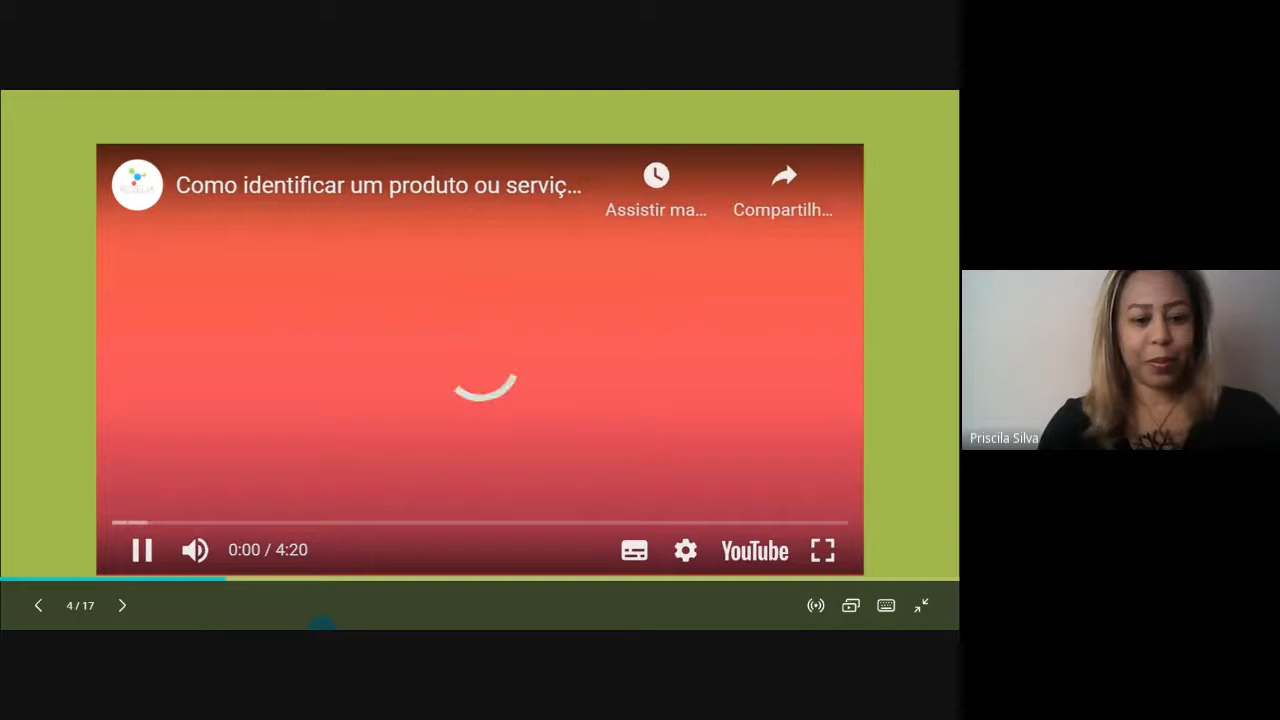 Como identificar um produto ou serviç...
Assistir ma...
Compartilh...
0:00 / 4:20
YouTube
4 / 17
Priscila Silva